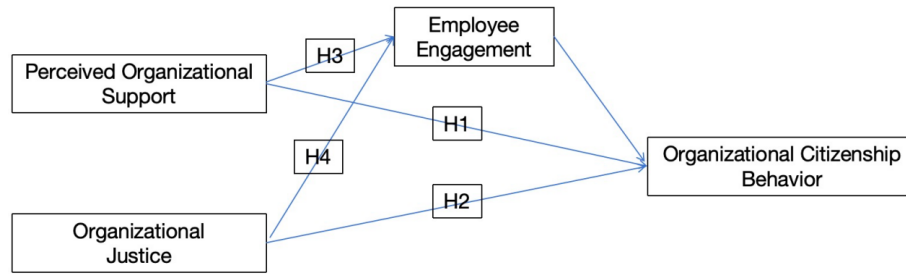 Employee
Engagement
H3
Perceived Organizational
Support
H1
H4
Organizational Citizenship
Behavior
H2
Organizational
Justice